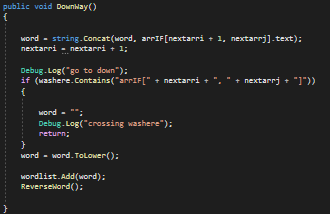 public void DownWay()
{
word = string.Concat(word, arrIF[nextarri + 1, nextarrj].text);
nextarri = nextarri + 1;
Debug.Log("go to down");
if (washere.Contains("arrIF[" + nextarri + ", " + nextarrj + "]"))
{
word = "";
Debug.Log("crossing washere");
return;
}
word = word.ToLower();
wordlist.Add(word);
ReverseWord();
}